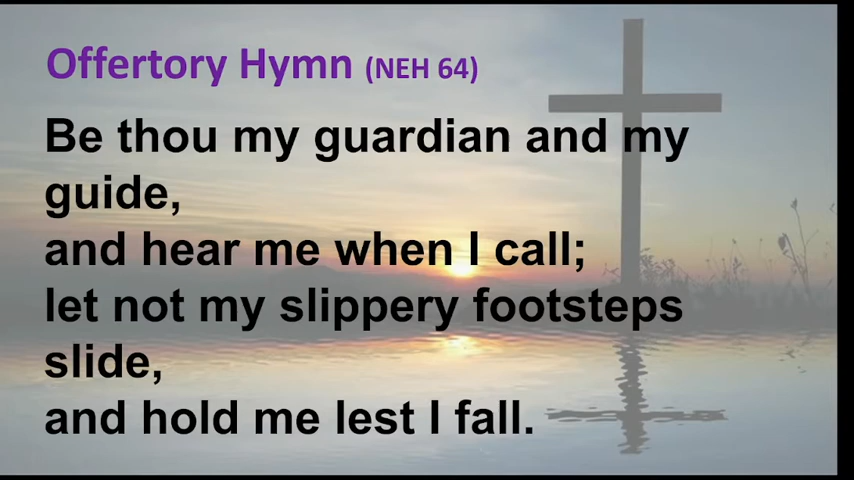 Offertory Hymn (NEH 64)
Be thou my guardian and my
guide,
and hear me when I call;
let not my slippery footsteps
slide,
and hold me lest I fall.